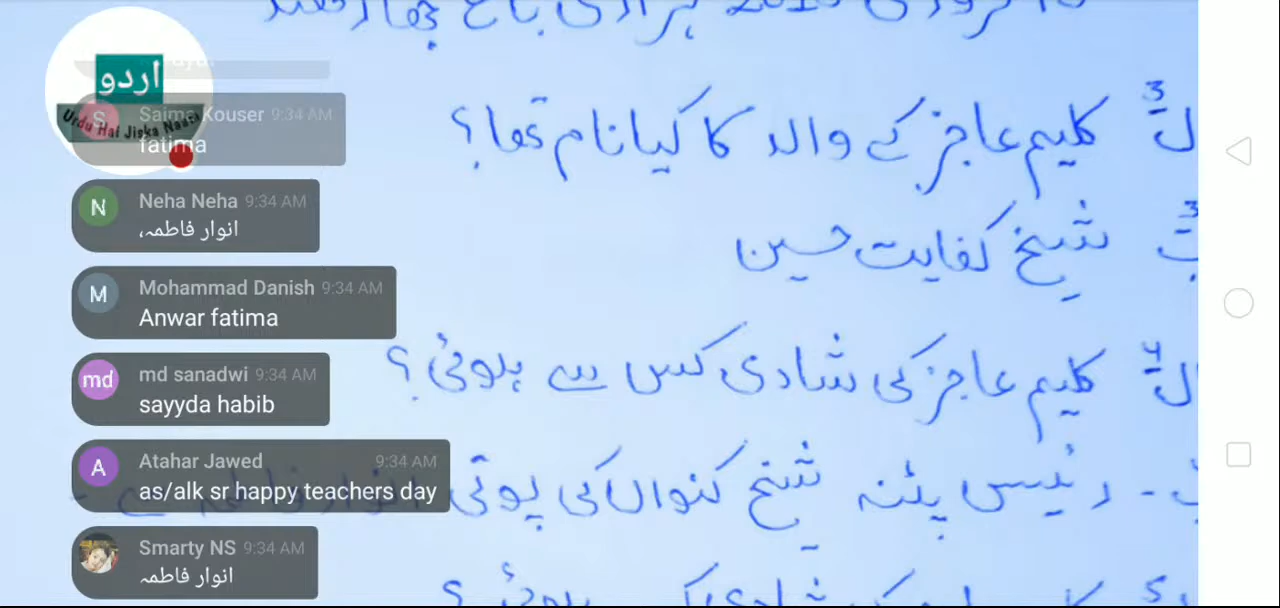 کلیم عاجز کے والد کا کیا نام تھا؟
شیخ کفایت حسین
کلیم عاجز کی شادی کس سے ہوئی؟
رئیس پٹنہ شیخ کنواں کی پوتی
اردو
Urdu Hai Jiska Naam
Saima Kouser 9:34 AM
fatima
Neha Neha 9:34 AM
انوار فاطمہ،
Mohammad Danish 9:34 AM
Anwar fatima
md sanadwi 9:34 AM
sayyda habib
Atahar Jawed 9:34 AM
as/alk sr happy teachers day
Smarty NS 9:34 AM
انوار فاطمہ